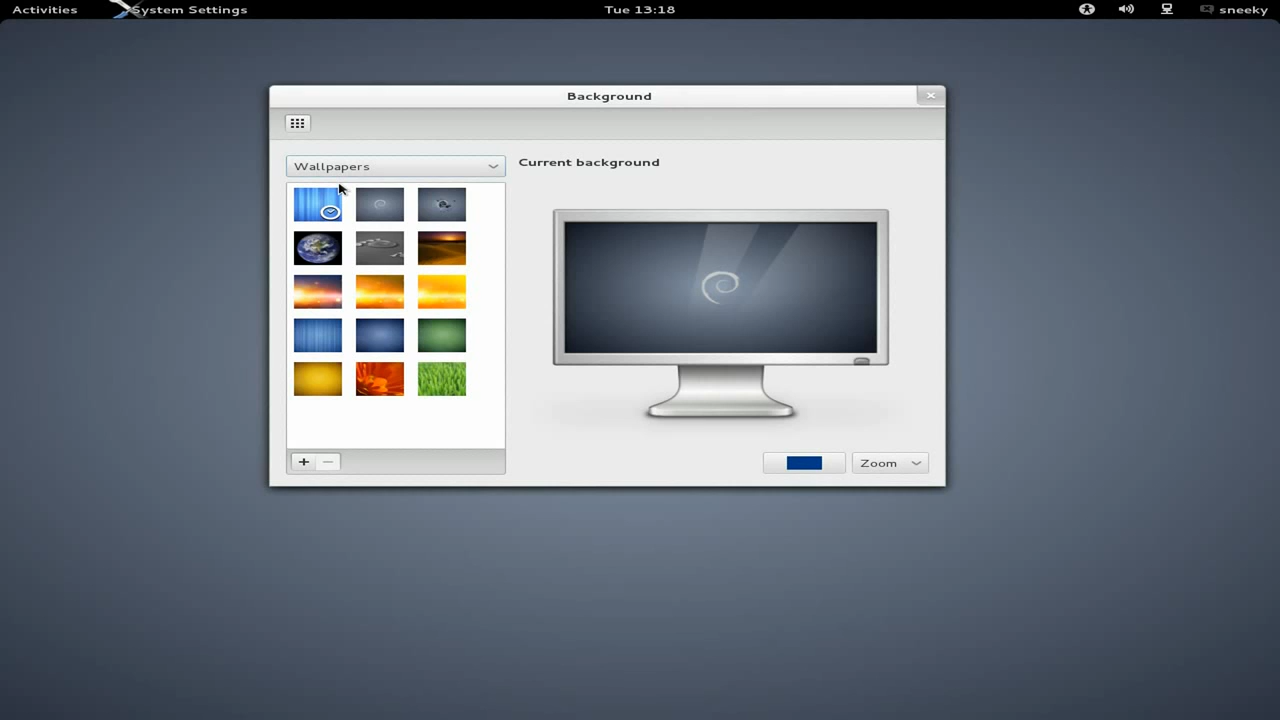 Activities System Settings Tue 13:18 sneeky
Background
Wallpapers
Current background
Zoom